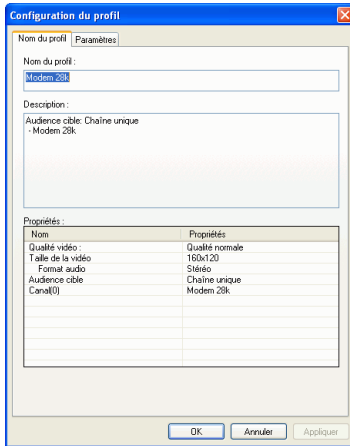 Configuration du profil
Nom du profil Paramètres
Nom du profil :
Modem 28k
Description :
Audience cible: Chaîne unique
- Modem 28k
Propriétés :
Nom Propriétés
Qualité vidéo : Qualité normale
Taille de la vidéo 160x120
Format audio Stéréo
Audience cible Chaîne unique
Canal(0) Modem 28k
OK Annuler Appliquer